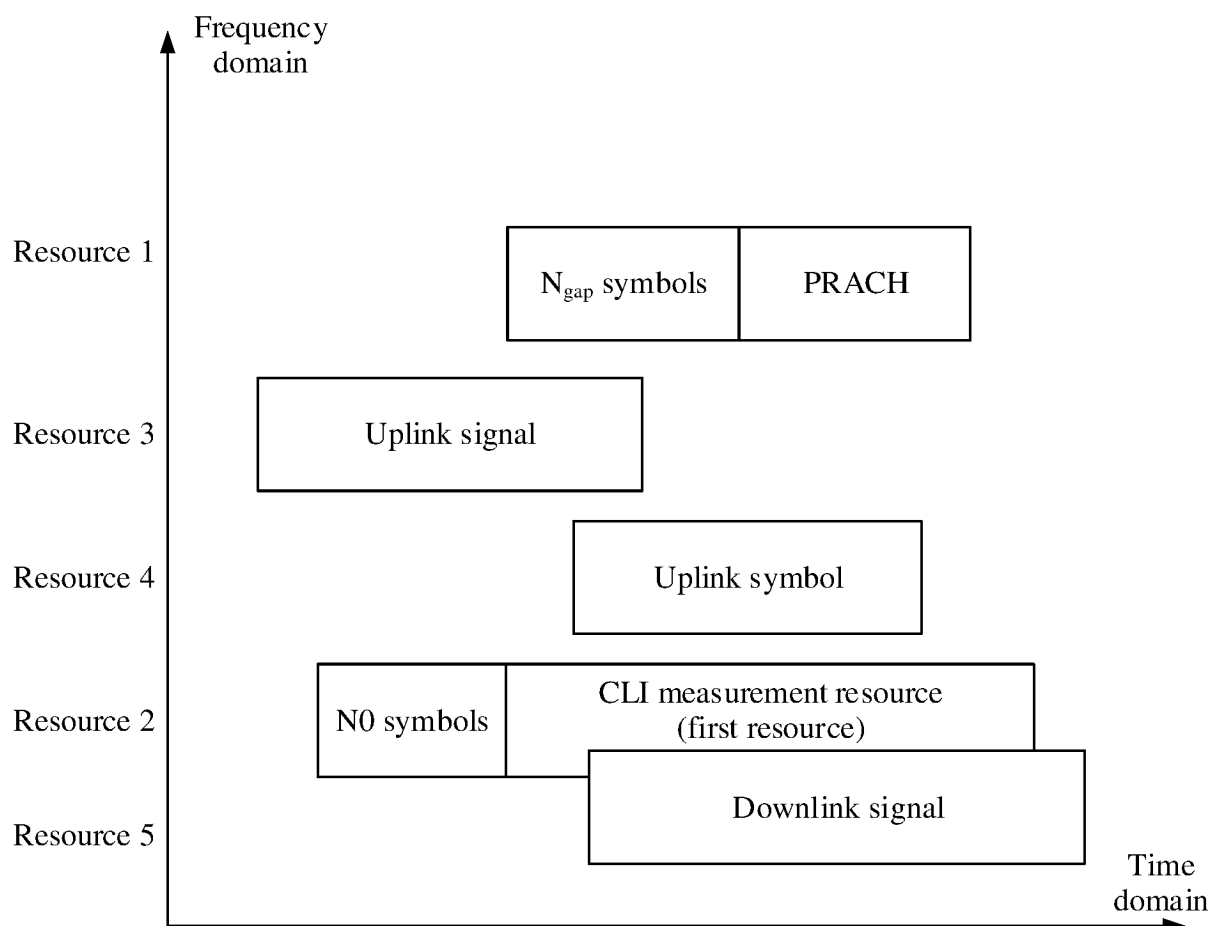 Frequency
domain
Resource 1
N_gap symbols
PRACH
Resource 3
Uplink signal
Resource 4
Uplink symbol
Resource 2
N0 symbols
CLI measurement resource
(first resource)
Downlink signal
Resource 5
Time
domain